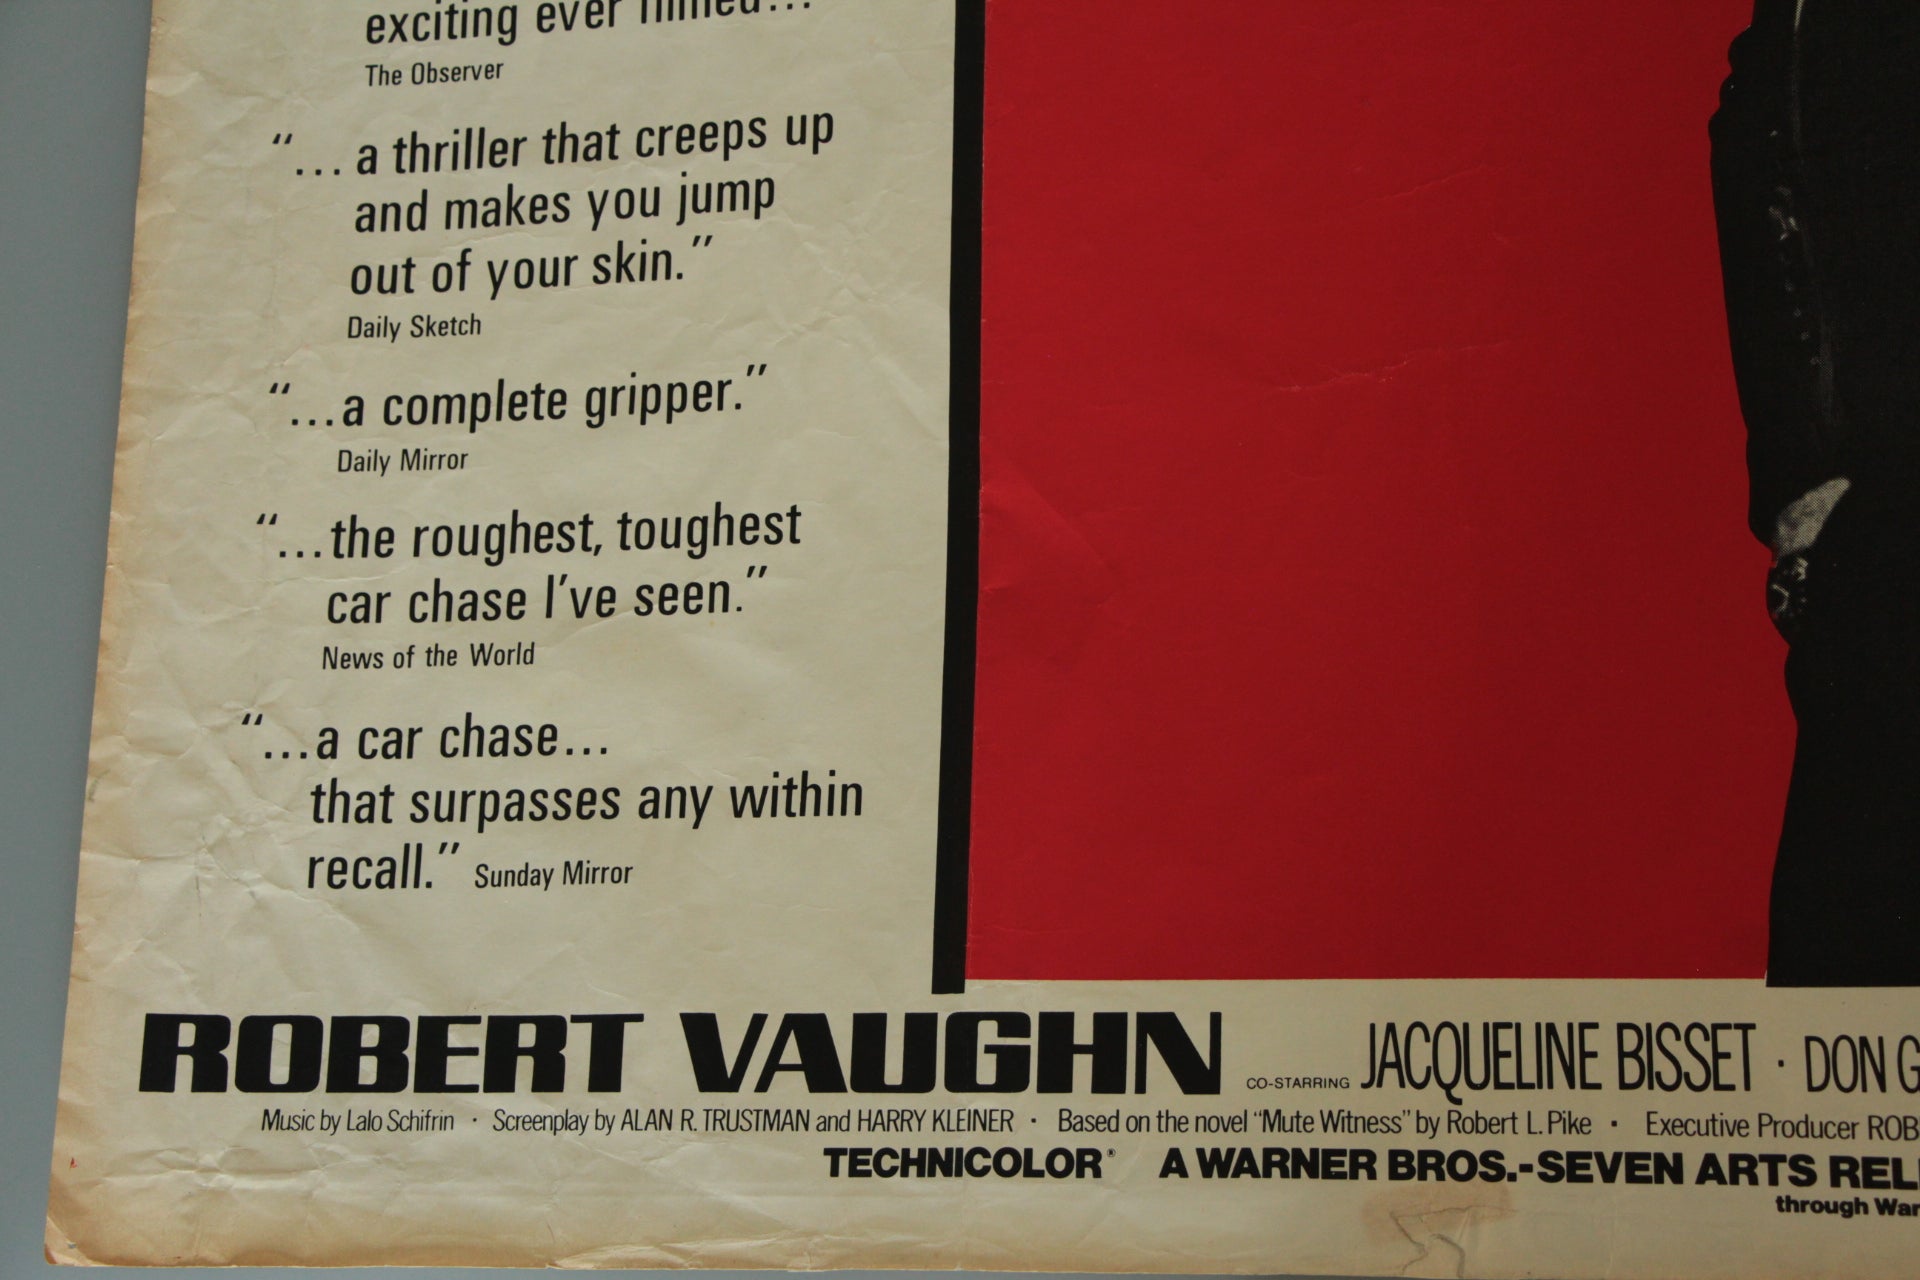 exciting ever filmed...
The Observer
“... a thriller that creeps up
and makes you jump
out of your skin.”
Daily Sketch
“...a complete gripper.”
Daily Mirror
“...the roughest, toughest
car chase I've seen.”
News of the World
“...a car chase...
that surpasses any within
recall.” Sunday Mirror
ROBERT VAUGHN CO-STARRING JACQUELINE BISSET · DON G
Music by Lalo Schifrin · Screenplay by ALAN R. TRUSTMAN and HARRY KLEINER · Based on the novel “Mute Witness” by Robert L. Pike · Executive Producer ROB
TECHNICOLOR® A WARNER BROS.-SEVEN ARTS REL
through War